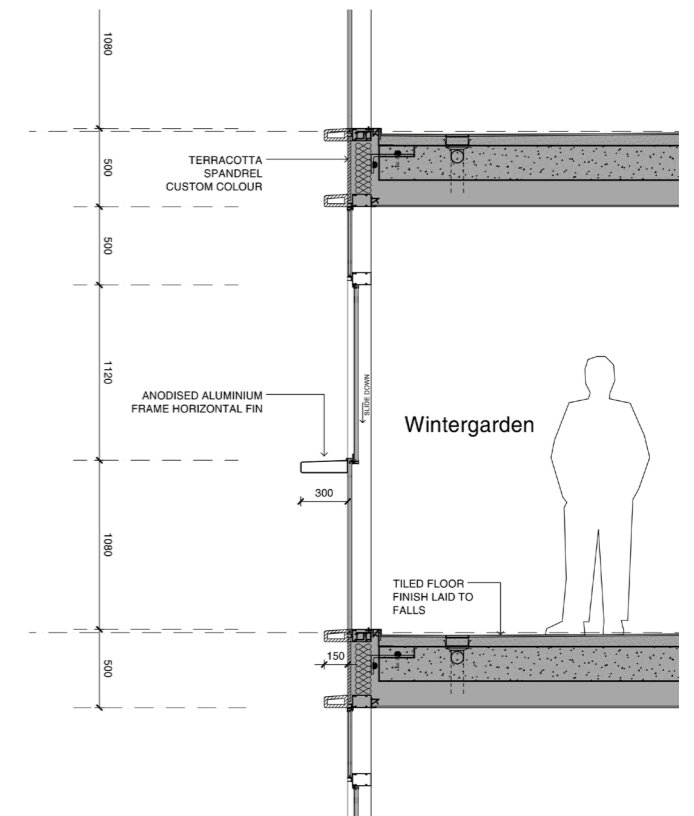 1080
500
TERRACOTTA
SPANDREL
CUSTOM COLOUR
500
1120
SLIDE DOWN
ANODISED ALUMINIUM
FRAME HORIZONTAL FIN
Wintergarden
300
1080
TILED FLOOR
FINISH LAID TO
FALLS
150
500